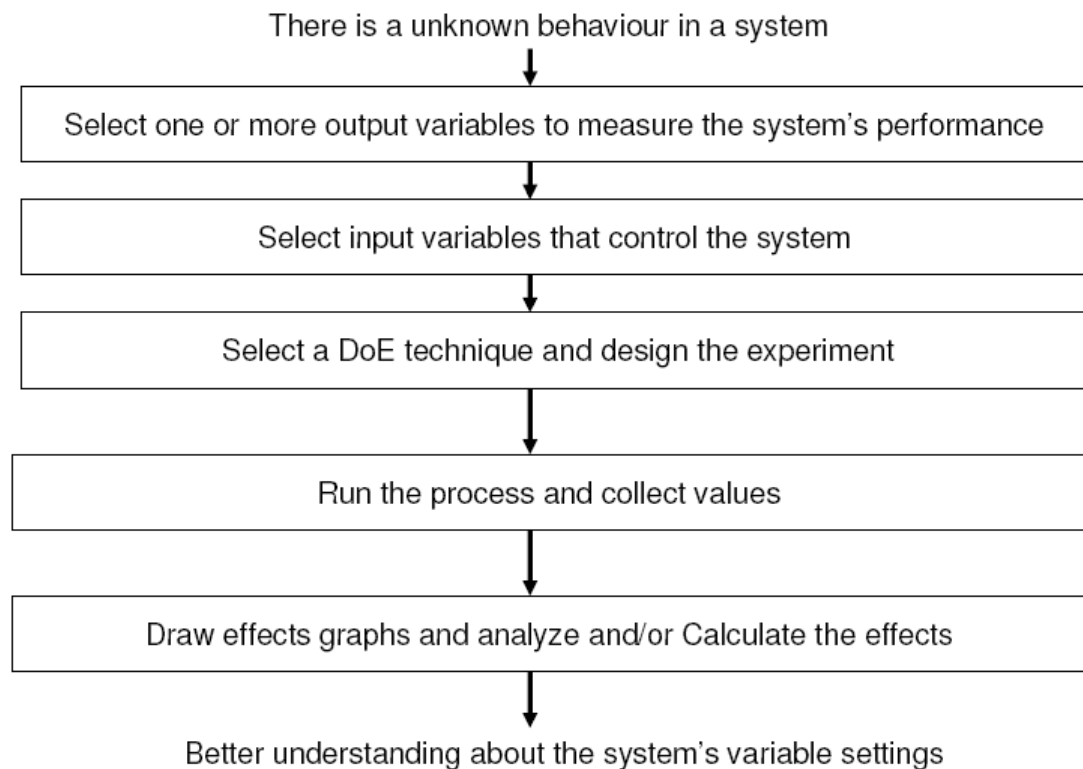 There is a unknown behaviour in a system
Select one or more output variables to measure the system's performance
Select input variables that control the system
Select a DoE technique and design the experiment
Run the process and collect values
Draw effects graphs and analyze and/or Calculate the effects
Better understanding about the system's variable settings